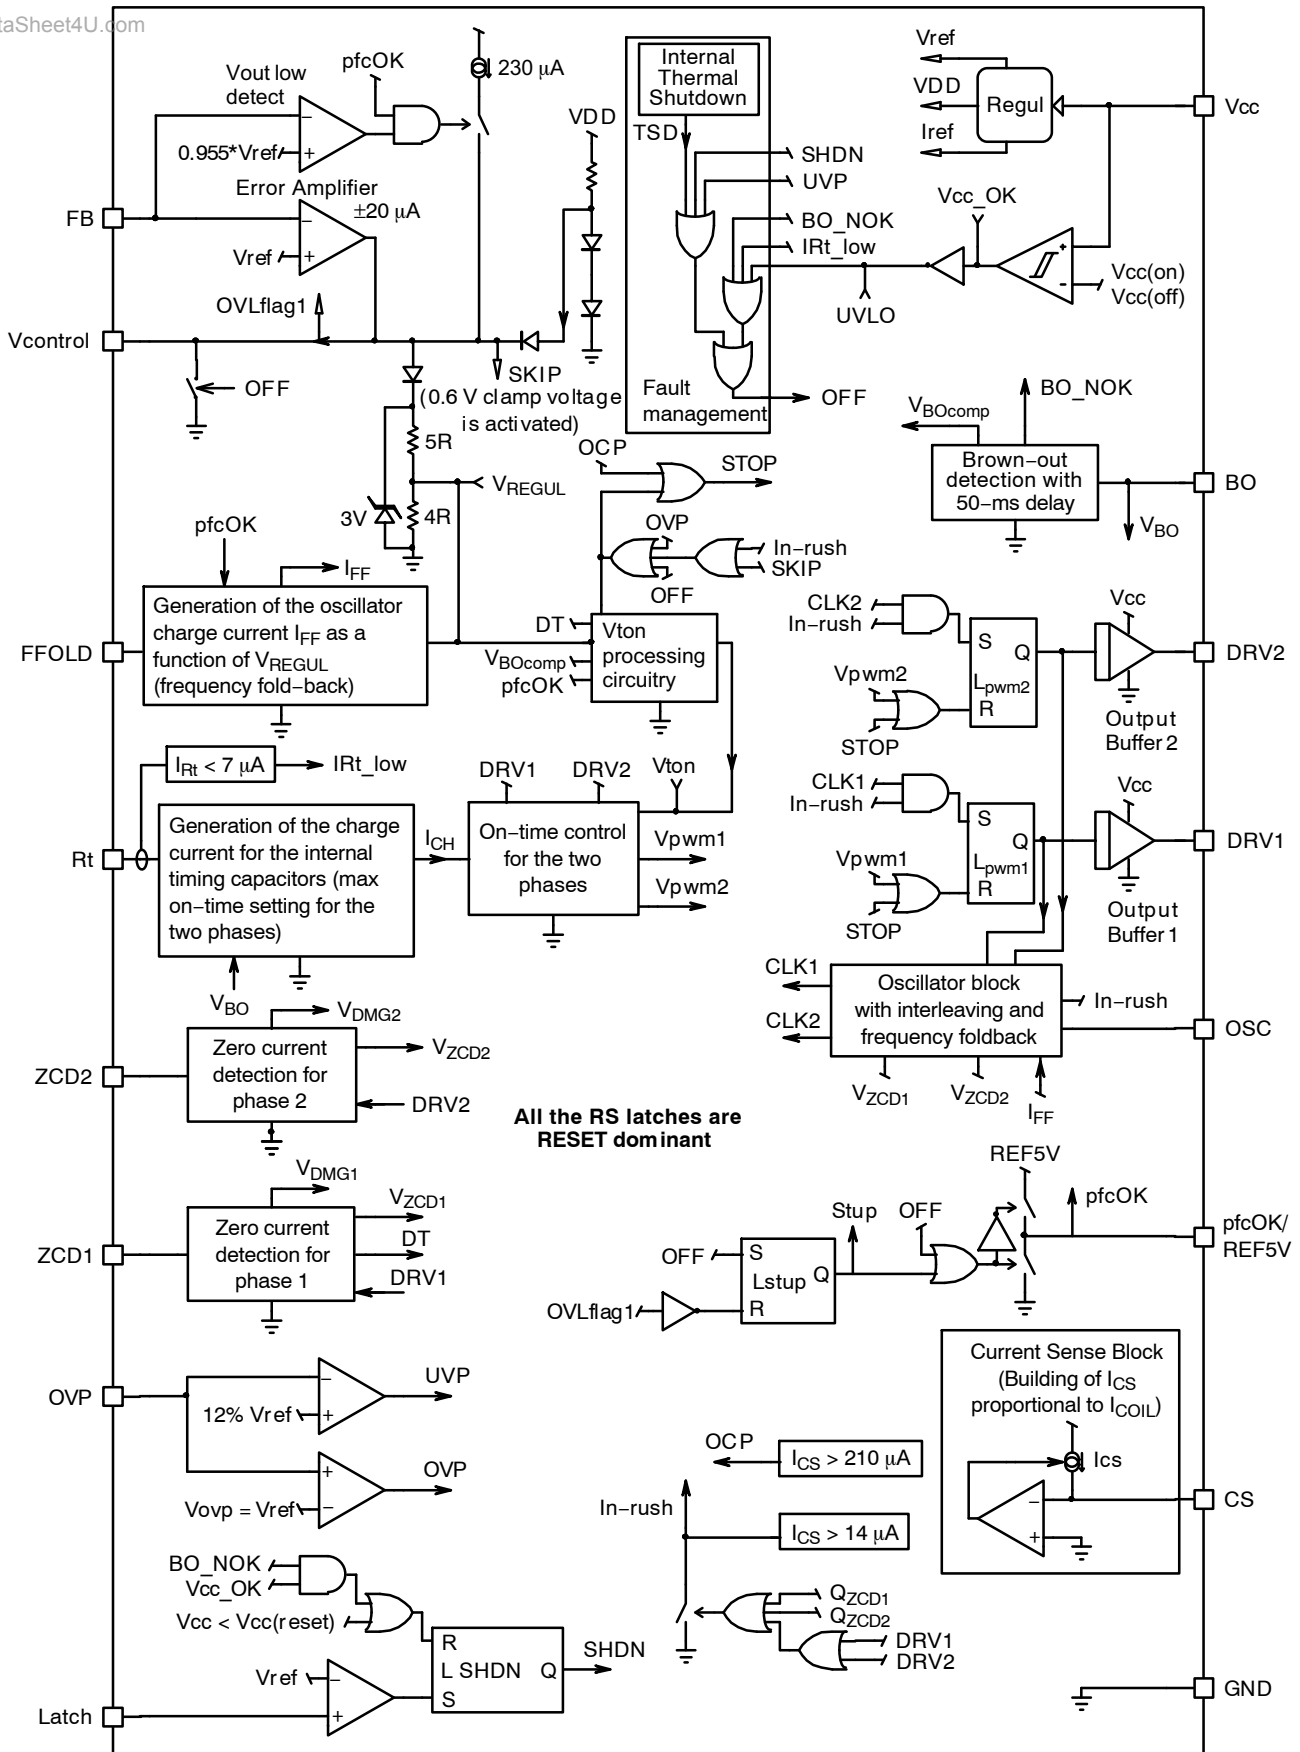 taSheet4U.com
Vout low
detect
pfcOK
230 µA
−
+
0.955*Vref
Error Amplifier
±20 µA
FB
−
+
Vref
OVLflag1
Vcontrol
OFF
VDD
SKIP
(0.6 V clamp voltage
is activated)
5R
4R
3V
VREGUL
Internal
Thermal
Shutdown
TSD
SHDN
UVP
BO_NOK
IRt_low
UVLO
Fault
management
OFF
Vref
VDD
Iref
Regul
Vcc
Vcc_OK
+
-
Vcc(on)
Vcc(off)
BO_NOK
VBOcomp
Brown−out
detection with
50−ms delay
BO
VBO
OCP
STOP
OVP
OFF
In−rush
SKIP
pfcOK
IFF
Generation of the oscillator
charge current IFF as a
function of VREGUL
(frequency fold−back)
FFOLD
DT
VBOcomp
pfcOK
Vton
processing
circuitry
CLK2
In−rush
Vpwm2
STOP
S
Q
Lpwm2
R
Vcc
DRV2
Output
Buffer 2
IRt < 7 µA
IRt_low
Rt
Generation of the charge
current for the internal
timing capacitors (max
on−time setting for the
two phases)
VBO
ICH
DRV1
DRV2
Vton
On−time control
for the two
phases
Vpwm1
Vpwm2
CLK1
In−rush
Vpwm1
STOP
S
Q
Lpwm1
R
Vcc
DRV1
Output
Buffer 1
CLK1
CLK2
Oscillator block
with interleaving and
frequency foldback
In−rush
OSC
VZCD1
VZCD2
IFF
VDMG2
Zero current
detection for
phase 2
VZCD2
DRV2
ZCD2
All the RS latches are
RESET dominant
VDMG1
Zero current
detection for
phase 1
VZCD1
DT
DRV1
ZCD1
REF5V
pfcOK
pfcOK/
REF5V
Stup
OFF
OFF
S
Lstup
Q
R
OVLflag1
OVP
−
+
12% Vref
UVP
+
−
Vovp = Vref
OVP
Current Sense Block
(Building of ICS
proportional to ICOIL)
Ics
−
+
CS
OCP
ICS > 210 µA
In−rush
ICS > 14 µA
QZCD1
QZCD2
DRV1
DRV2
BO_NOK
Vcc_OK
Vcc < Vcc(reset)
R
L SHDN
Q
S
SHDN
Vref
−
+
Latch
GND